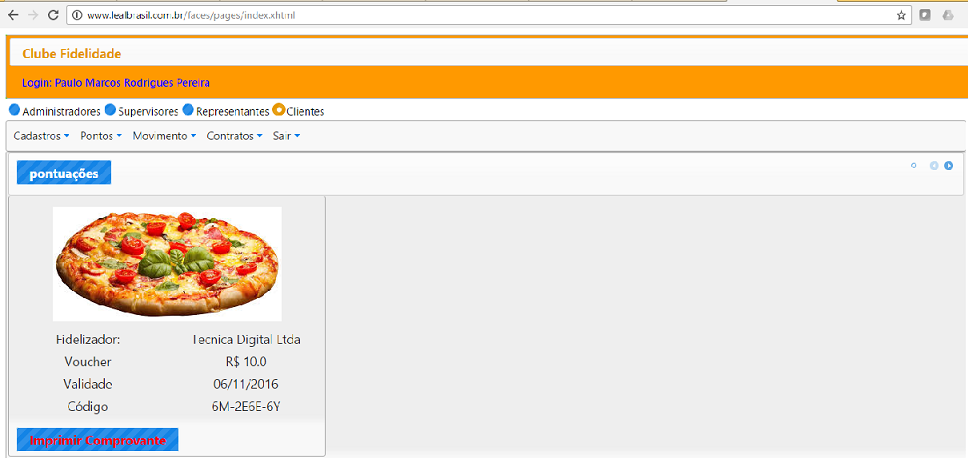 www.lealbrasil.com.br/faces/pages/index.xhtml
Clube Fidelidade
Login: Paulo Marcos Rodrigues Pereira
Administradores Supervisores Representantes Clientes
Cadastros Pontos Movimento Contratos Sair
pontuações
Fidelizador: Tecnica Digital Ltda
Voucher R$ 10.0
Validade 06/11/2016
Código 6M-2E6E-6Y
Imprimir Comprovante